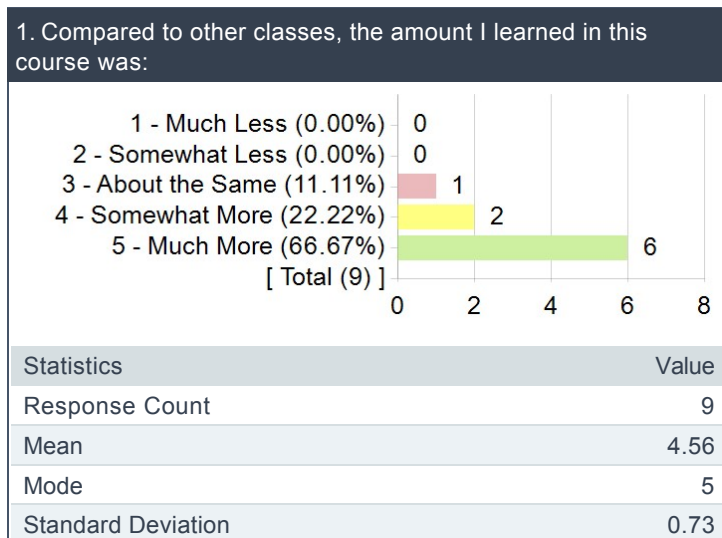 1. Compared to other classes, the amount I learned in this
course was:
1 - Much Less (0.00%) 0
2 - Somewhat Less (0.00%) 0
3 - About the Same (11.11%) 1
4 - Somewhat More (22.22%) 2
5 - Much More (66.67%) 6
[ Total (9) ]
0 2 4 6 8
Statistics Value
Response Count 9
Mean 4.56
Mode 5
Standard Deviation 0.73